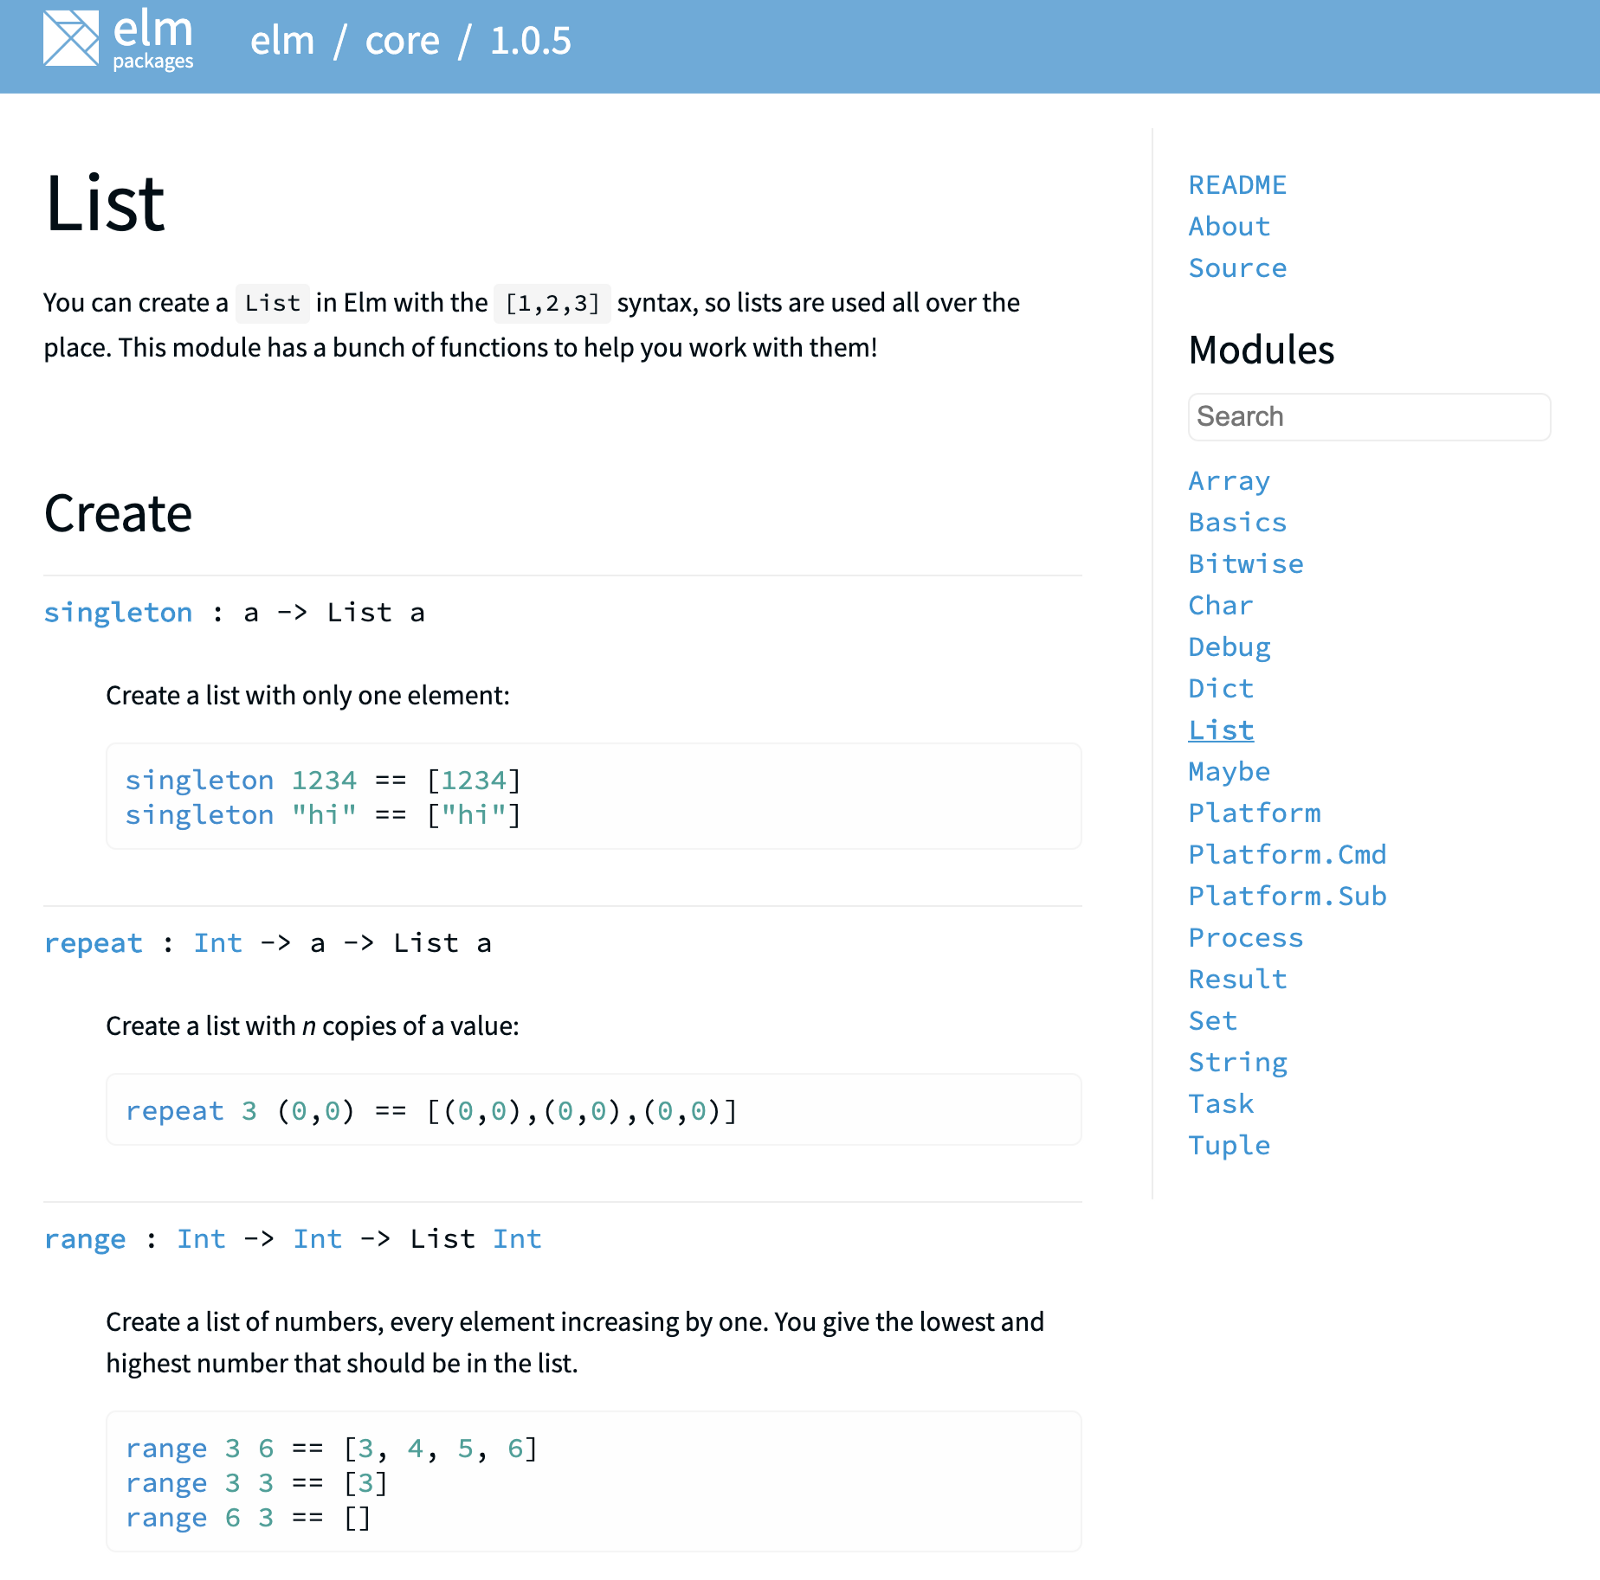 elm
packages
elm / core / 1.0.5
List
You can create a List in Elm with the [1,2,3] syntax, so lists are used all over the
place. This module has a bunch of functions to help you work with them!
Create
singleton : a -> List a
Create a list with only one element:
singleton 1234 == [1234]
singleton "hi" == ["hi"]
repeat : Int -> a -> List a
Create a list with n copies of a value:
repeat 3 (0,0) == [(0,0),(0,0),(0,0)]
range : Int -> Int -> List Int
Create a list of numbers, every element increasing by one. You give the lowest and
highest number that should be in the list.
range 3 6 == [3, 4, 5, 6]
range 3 3 == [3]
range 6 3 == []
README
About
Source
Modules
Search
Array
Basics
Bitwise
Char
Debug
Dict
List
Maybe
Platform
Platform.Cmd
Platform.Sub
Process
Result
Set
String
Task
Tuple